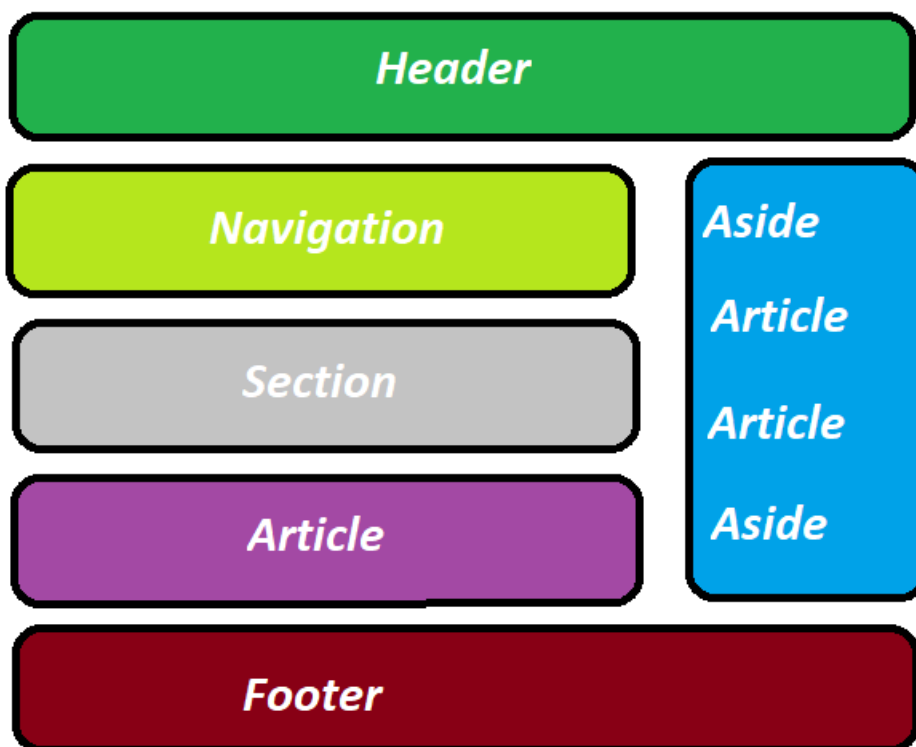 Header
Navigation
Section
Article
Aside
Article
Article
Aside
Footer